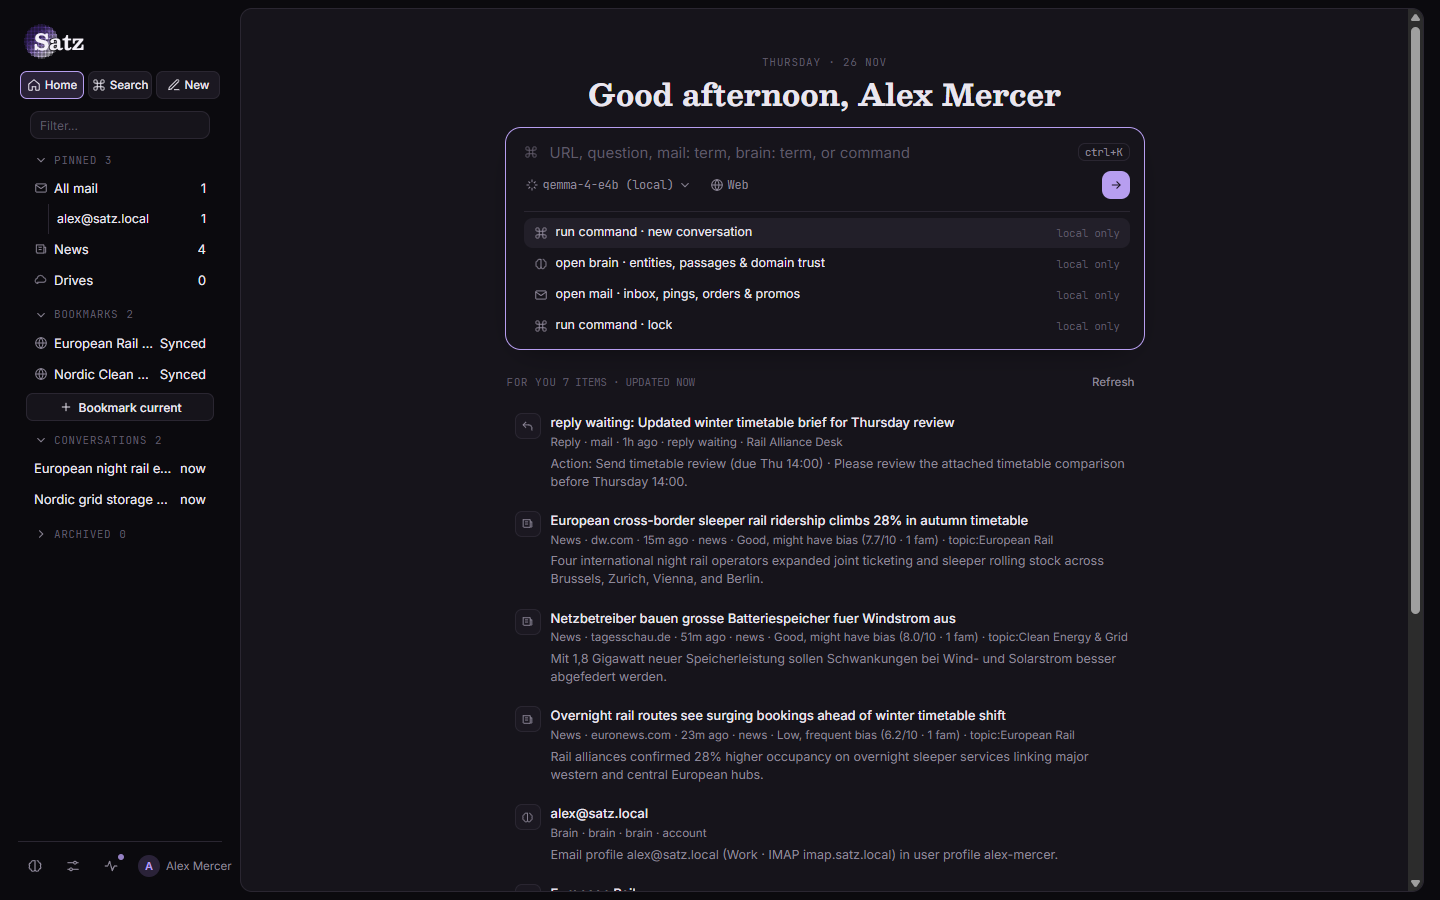 Satz
Home
Search
New
Filter...
PINNED 3
All mail 1
alex@satz.local 1
News 4
Drives 0
BOOKMARKS 2
European Rail ... Synced
Nordic Clean ... Synced
+ Bookmark current
CONVERSATIONS 2
European night rail e... now
Nordic grid storage ... now
ARCHIVED 0
A Alex Mercer
THURSDAY · 26 NOV
Good afternoon, Alex Mercer
URL, question, mail: term, brain: term, or command ctrl+K
gemma-4-e4b (local) Web
run command · new conversation local only
open brain · entities, passages & domain trust local only
open mail · inbox, pings, orders & promos local only
run command · lock local only
FOR YOU 7 ITEMS · UPDATED NOW Refresh
reply waiting: Updated winter timetable brief for Thursday review
Reply · mail · 1h ago · reply waiting · Rail Alliance Desk
Action: Send timetable review (due Thu 14:00) · Please review the attached timetable comparison
before Thursday 14:00.
European cross-border sleeper rail ridership climbs 28% in autumn timetable
News · dw.com · 15m ago · news · Good, might have bias (7.7/10 · 1 fam) · topic:European Rail
Four international night rail operators expanded joint ticketing and sleeper rolling stock across
Brussels, Zurich, Vienna, and Berlin.
Netzbetreiber bauen grosse Batteriespeicher fuer Windstrom aus
News · tagesschau.de · 51m ago · news · Good, might have bias (8.0/10 · 1 fam) · topic:Clean Energy & Grid
Mit 1,8 Gigawatt neuer Speicherleistung sollen Schwankungen bei Wind- und Solarstrom besser
abgefedert werden.
Overnight rail routes see surging bookings ahead of winter timetable shift
News · euronews.com · 23m ago · news · Low, frequent bias (6.2/10 · 1 fam) · topic:European Rail
Rail alliances confirmed 28% higher occupancy on overnight sleeper services linking major
western and central European hubs.
alex@satz.local
Brain · brain · brain · account
Email profile alex@satz.local (Work · IMAP imap.satz.local) in user profile alex-mercer.